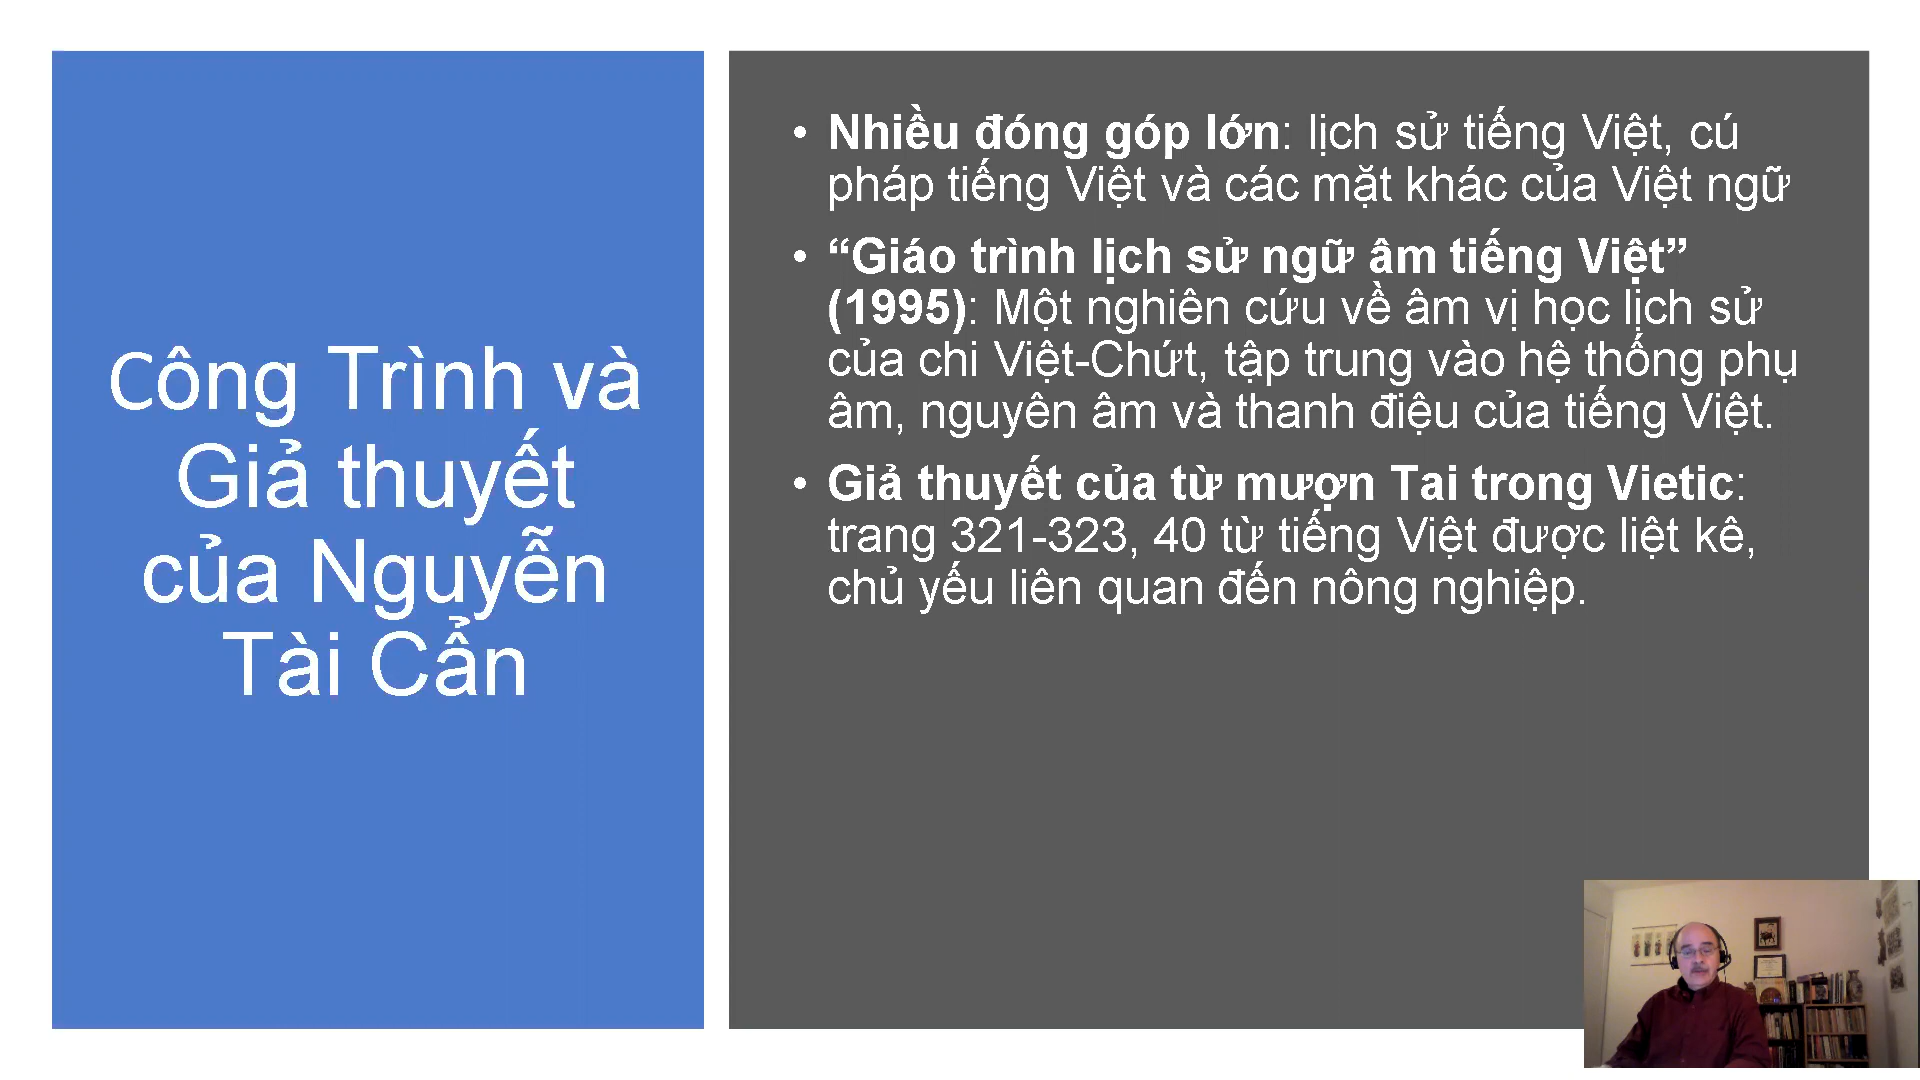 Công Trình và
Giả thuyết
của Nguyễn
Tài Cẩn
• Nhiều đóng góp lớn: lịch sử tiếng Việt, cú
pháp tiếng Việt và các mặt khác của Việt ngữ
• “Giáo trình lịch sử ngữ âm tiếng Việt”
(1995): Một nghiên cứu về âm vị học lịch sử
của chi Việt-Chứt, tập trung vào hệ thống phụ
âm, nguyên âm và thanh điệu của tiếng Việt.
• Giả thuyết của từ mượn Tai trong Vietic:
trang 321-323, 40 từ tiếng Việt được liệt kê,
chủ yếu liên quan đến nông nghiệp.